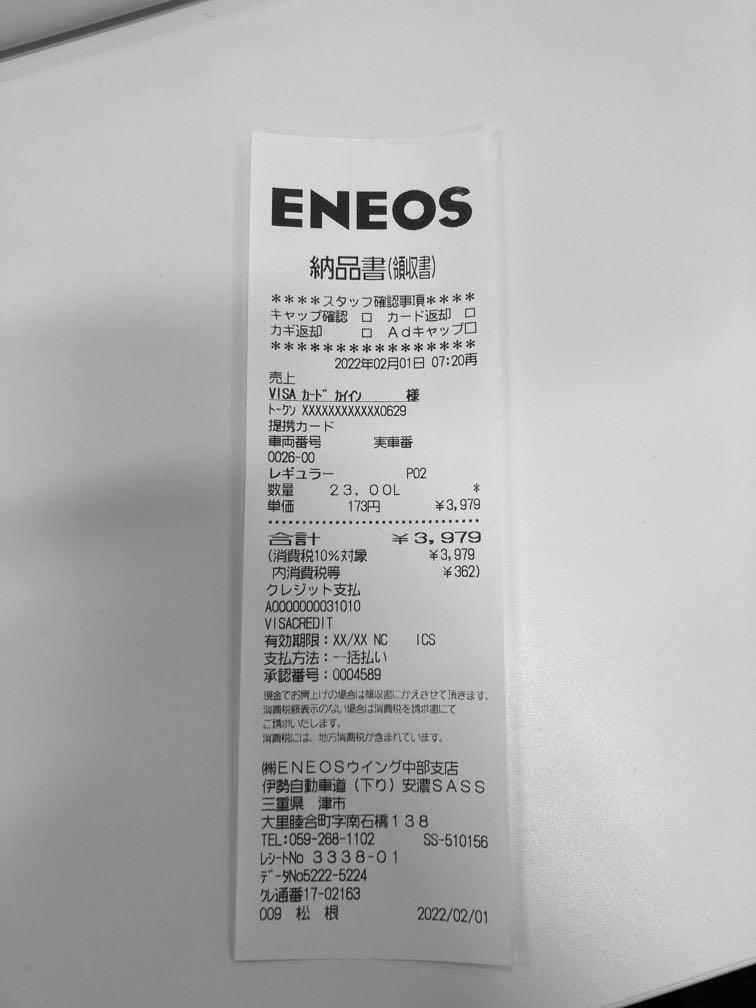 ENEOS
納品書(領収書)
****スタッフ確認事項****
キャップ確認 □ カード返却 □
カギ返却 □ Adキャップ□
****************
2022年02月01日 07:20再
売上
VISA カード カイイン 様
トークン XXXXXXXXXXXX0629
提携カード
車両番号 実車番
0026-00
レギュラー P02
数量 23.00L *
単価 173円 ¥3,979
合計 ¥3,979
(消費税10%対象 ¥3,979
内消費税等 ¥362)
クレジット支払
A0000000031010
VISACREDIT
有効期限:XX/XX NC ICS
支払方法:一括払い
承認番号:0004589
現金でお買上げの場合は領収書にかえさせて頂きます。
消費税額表示のない場合は消費税を請求書にて
ご請求いたします。
消費税には、地方消費税が含まれています。
㈱ENEOSウイング中部支店
伊勢自動車道(下り)安濃SASS
三重県 津市
大里睦合町字南石橋138
TEL:059-268-1102 SS-510156
レシートNo 3338-01
データNo5222-5224
クレ通番17-02163
009 松 根 2022/02/01